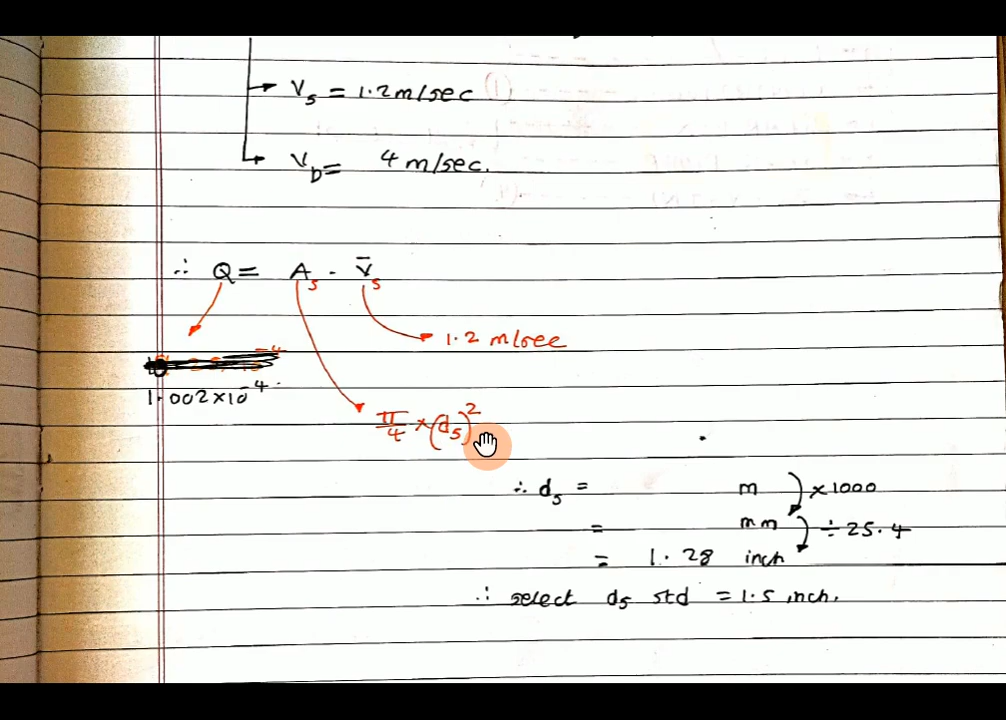 → Vs = 1.2 m/sec
→ Vp = 4 m/sec.
∴ Q = As · V̄s
1.2 m/sec
1.002 × 10⁻⁴
π/4 × (ds)²
∴ ds = m ) × 1000
= mm ) ÷ 25.4
= 1.28 inch
∴ select ds std = 1.5 inch.